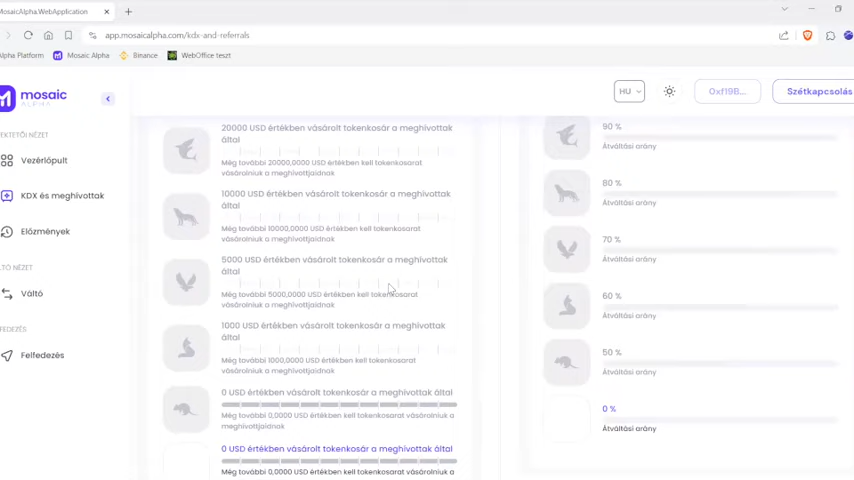 MosaicAlpha.WebApplication
app.mosaicalpha.com/kdx-and-referrals
lpha Platform
Mosaic Alpha
Binance
WebOffice teszt
mosaic
ALPHA
HU
0xf19B...
Szétkapcsolás
FEKTETŐI NÉZET
Vezérlőpult
KDX és meghívottak
Előzmények
LTÓ NÉZET
Váltó
FEDEZÉS
Felfedezés
20000 USD értékben vásárolt tokenkosár a meghívottak
által
Még további 20000,0000 USD értékben kell tokenkosarat
vásárolniuk a meghívottjaidnak
10000 USD értékben vásárolt tokenkosár a meghívottak
által
Még további 10000,0000 USD értékben kell tokenkosarat
vásárolniuk a meghívottjaidnak
5000 USD értékben vásárolt tokenkosár a meghívottak
által
Még további 5000,0000 USD értékben kell tokenkosarat
vásárolniuk a meghívottjaidnak
1000 USD értékben vásárolt tokenkosár a meghívottak
által
Még további 1000,0000 USD értékben kell tokenkosarat
vásárolniuk a meghívottjaidnak
0 USD értékben vásárolt tokenkosár a meghívottak által
Még további 0,0000 USD értékben kell tokenkosarat vásárolniuk a
meghívottjaidnak
0 USD értékben vásárolt tokenkosár a meghívottak által
Még további 0,0000 USD értékben kell tokenkosarat vásárolniuk a
90 %
Átváltási arány
80 %
Átváltási arány
70 %
Átváltási arány
60 %
Átváltási arány
50 %
Átváltási arány
0 %
Átváltási arány